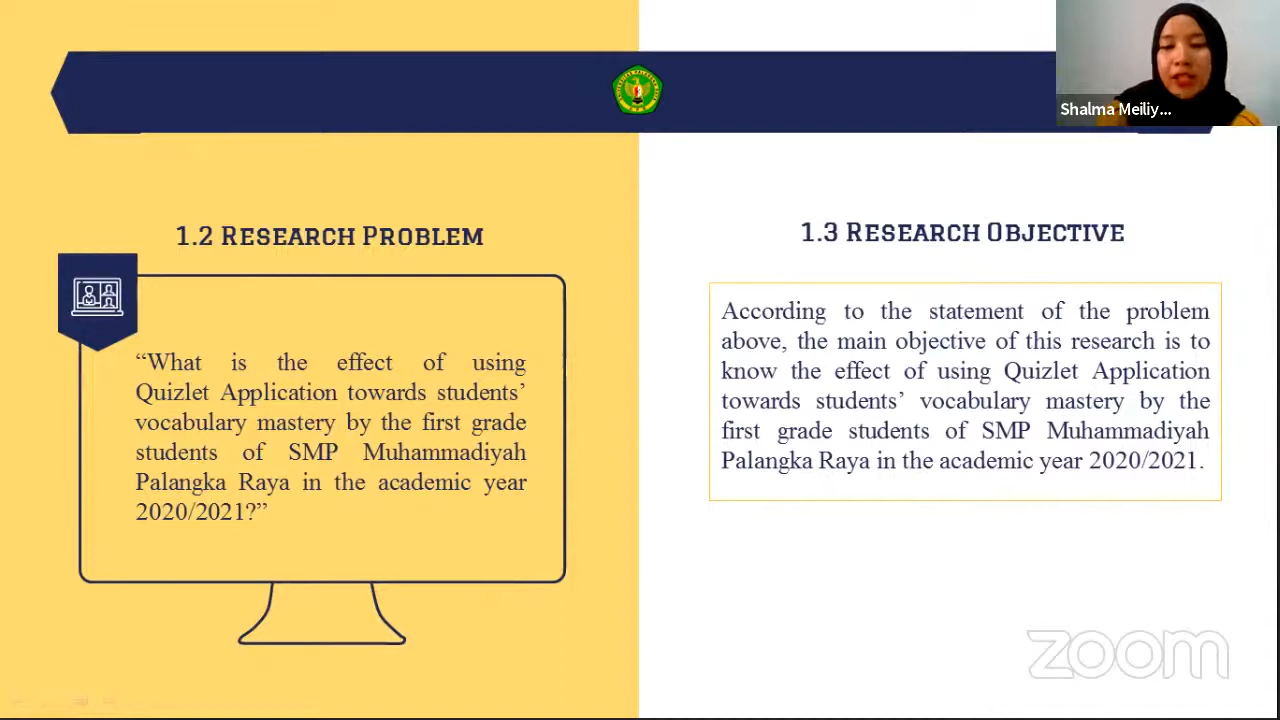 1.2 Research Problem
“What is the effect of using
Quizlet Application towards students’
vocabulary mastery by the first grade
students of SMP Muhammadiyah
Palangka Raya in the academic year
2020/2021?”
1.3 Research Objective
According to the statement of the problem
above, the main objective of this research is to
know the effect of using Quizlet Application
towards students’ vocabulary mastery by the
first grade students of SMP Muhammadiyah
Palangka Raya in the academic year 2020/2021.
Shalma Meiliy...
zoom